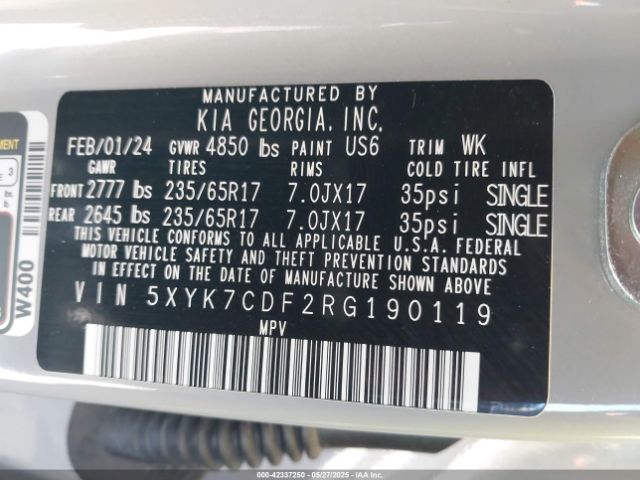 MANUFACTURED BY
KIA GEORGIA, INC.
FEB/01/24 GVWR 4850 lbs PAINT US6 TRIM WK
GAWR TIRES RIMS COLD TIRE INFL
FRONT 2777 lbs 235/65R17 7.0JX17 35psi SINGLE
REAR 2645 lbs 235/65R17 7.0JX17 35psi SINGLE
THIS VEHICLE CONFORMS TO ALL APPLICABLE U.S.A. FEDERAL
MOTOR VEHICLE SAFETY AND THEFT PREVENTION STANDARDS
IN EFFECT ON THE DATE OF MANUFACTURE SHOWN ABOVE
VIN 5XYK7CDF2RG190119
MPV
W400
3
000-42337250 - 05/27/2025 - IAAI.COM